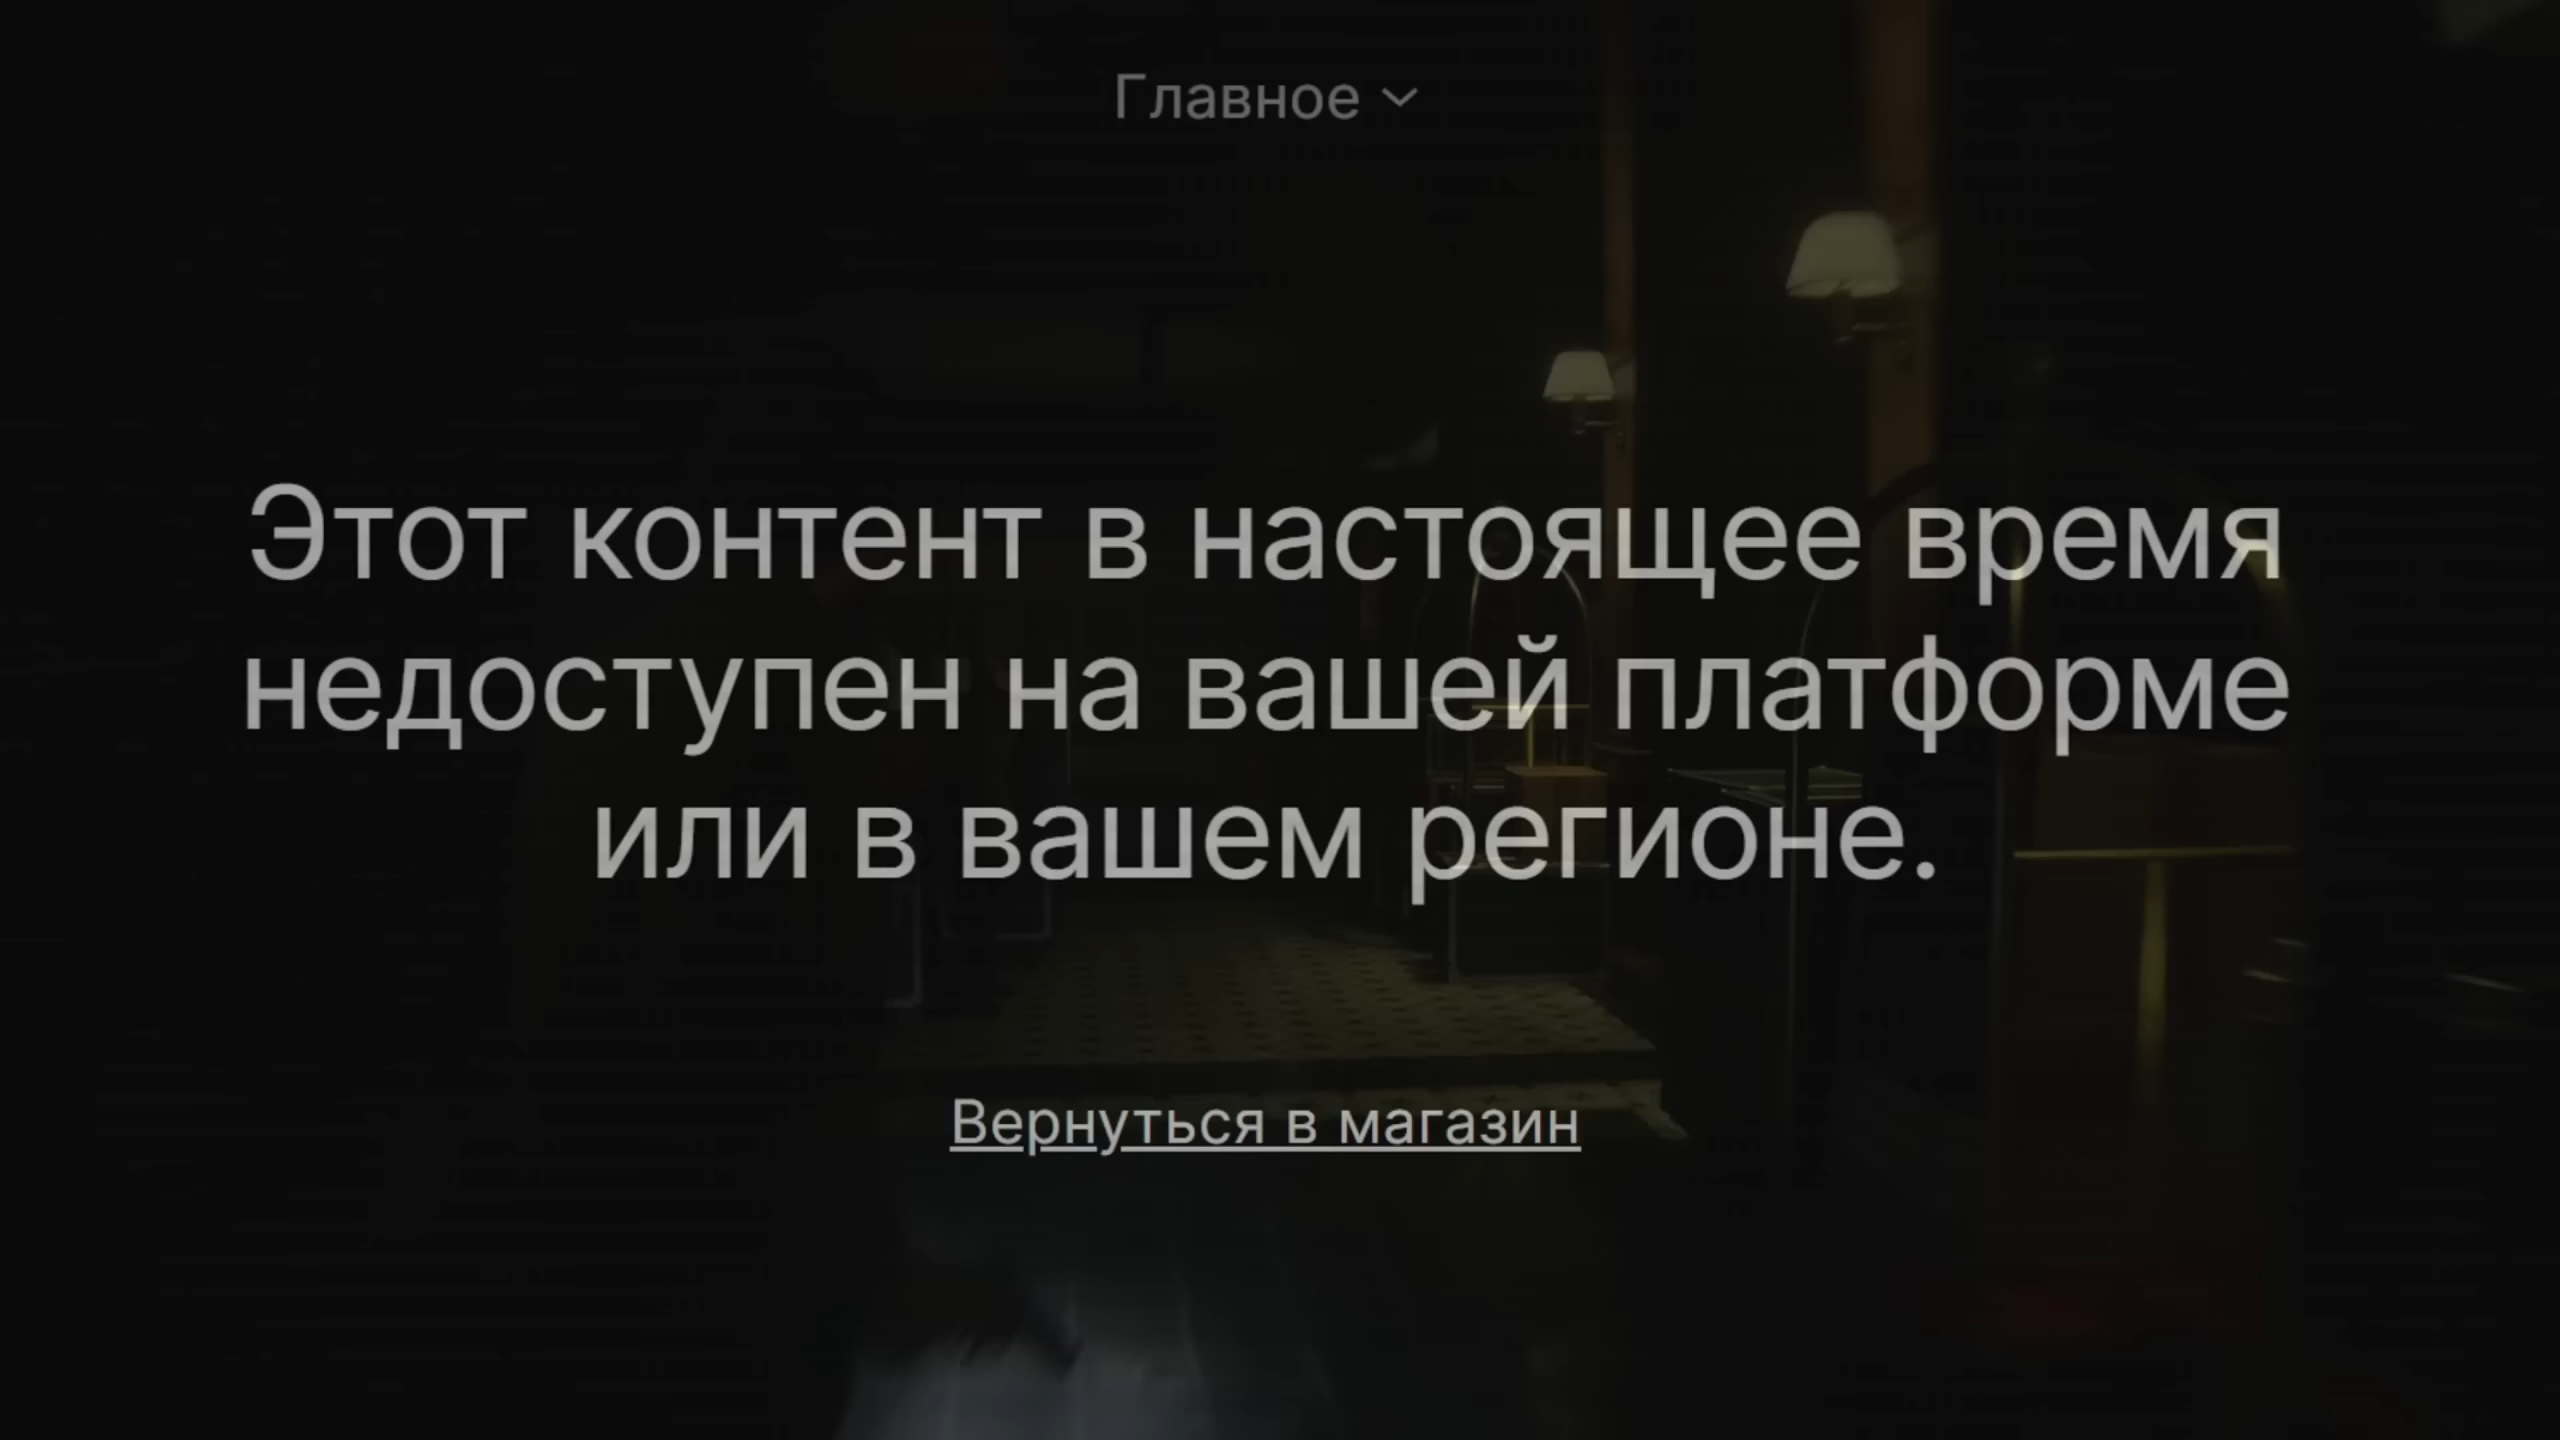 Главное
Этот контент в настоящее время
недоступен на вашей платформе
или в вашем регионе.
Вернуться в магазин